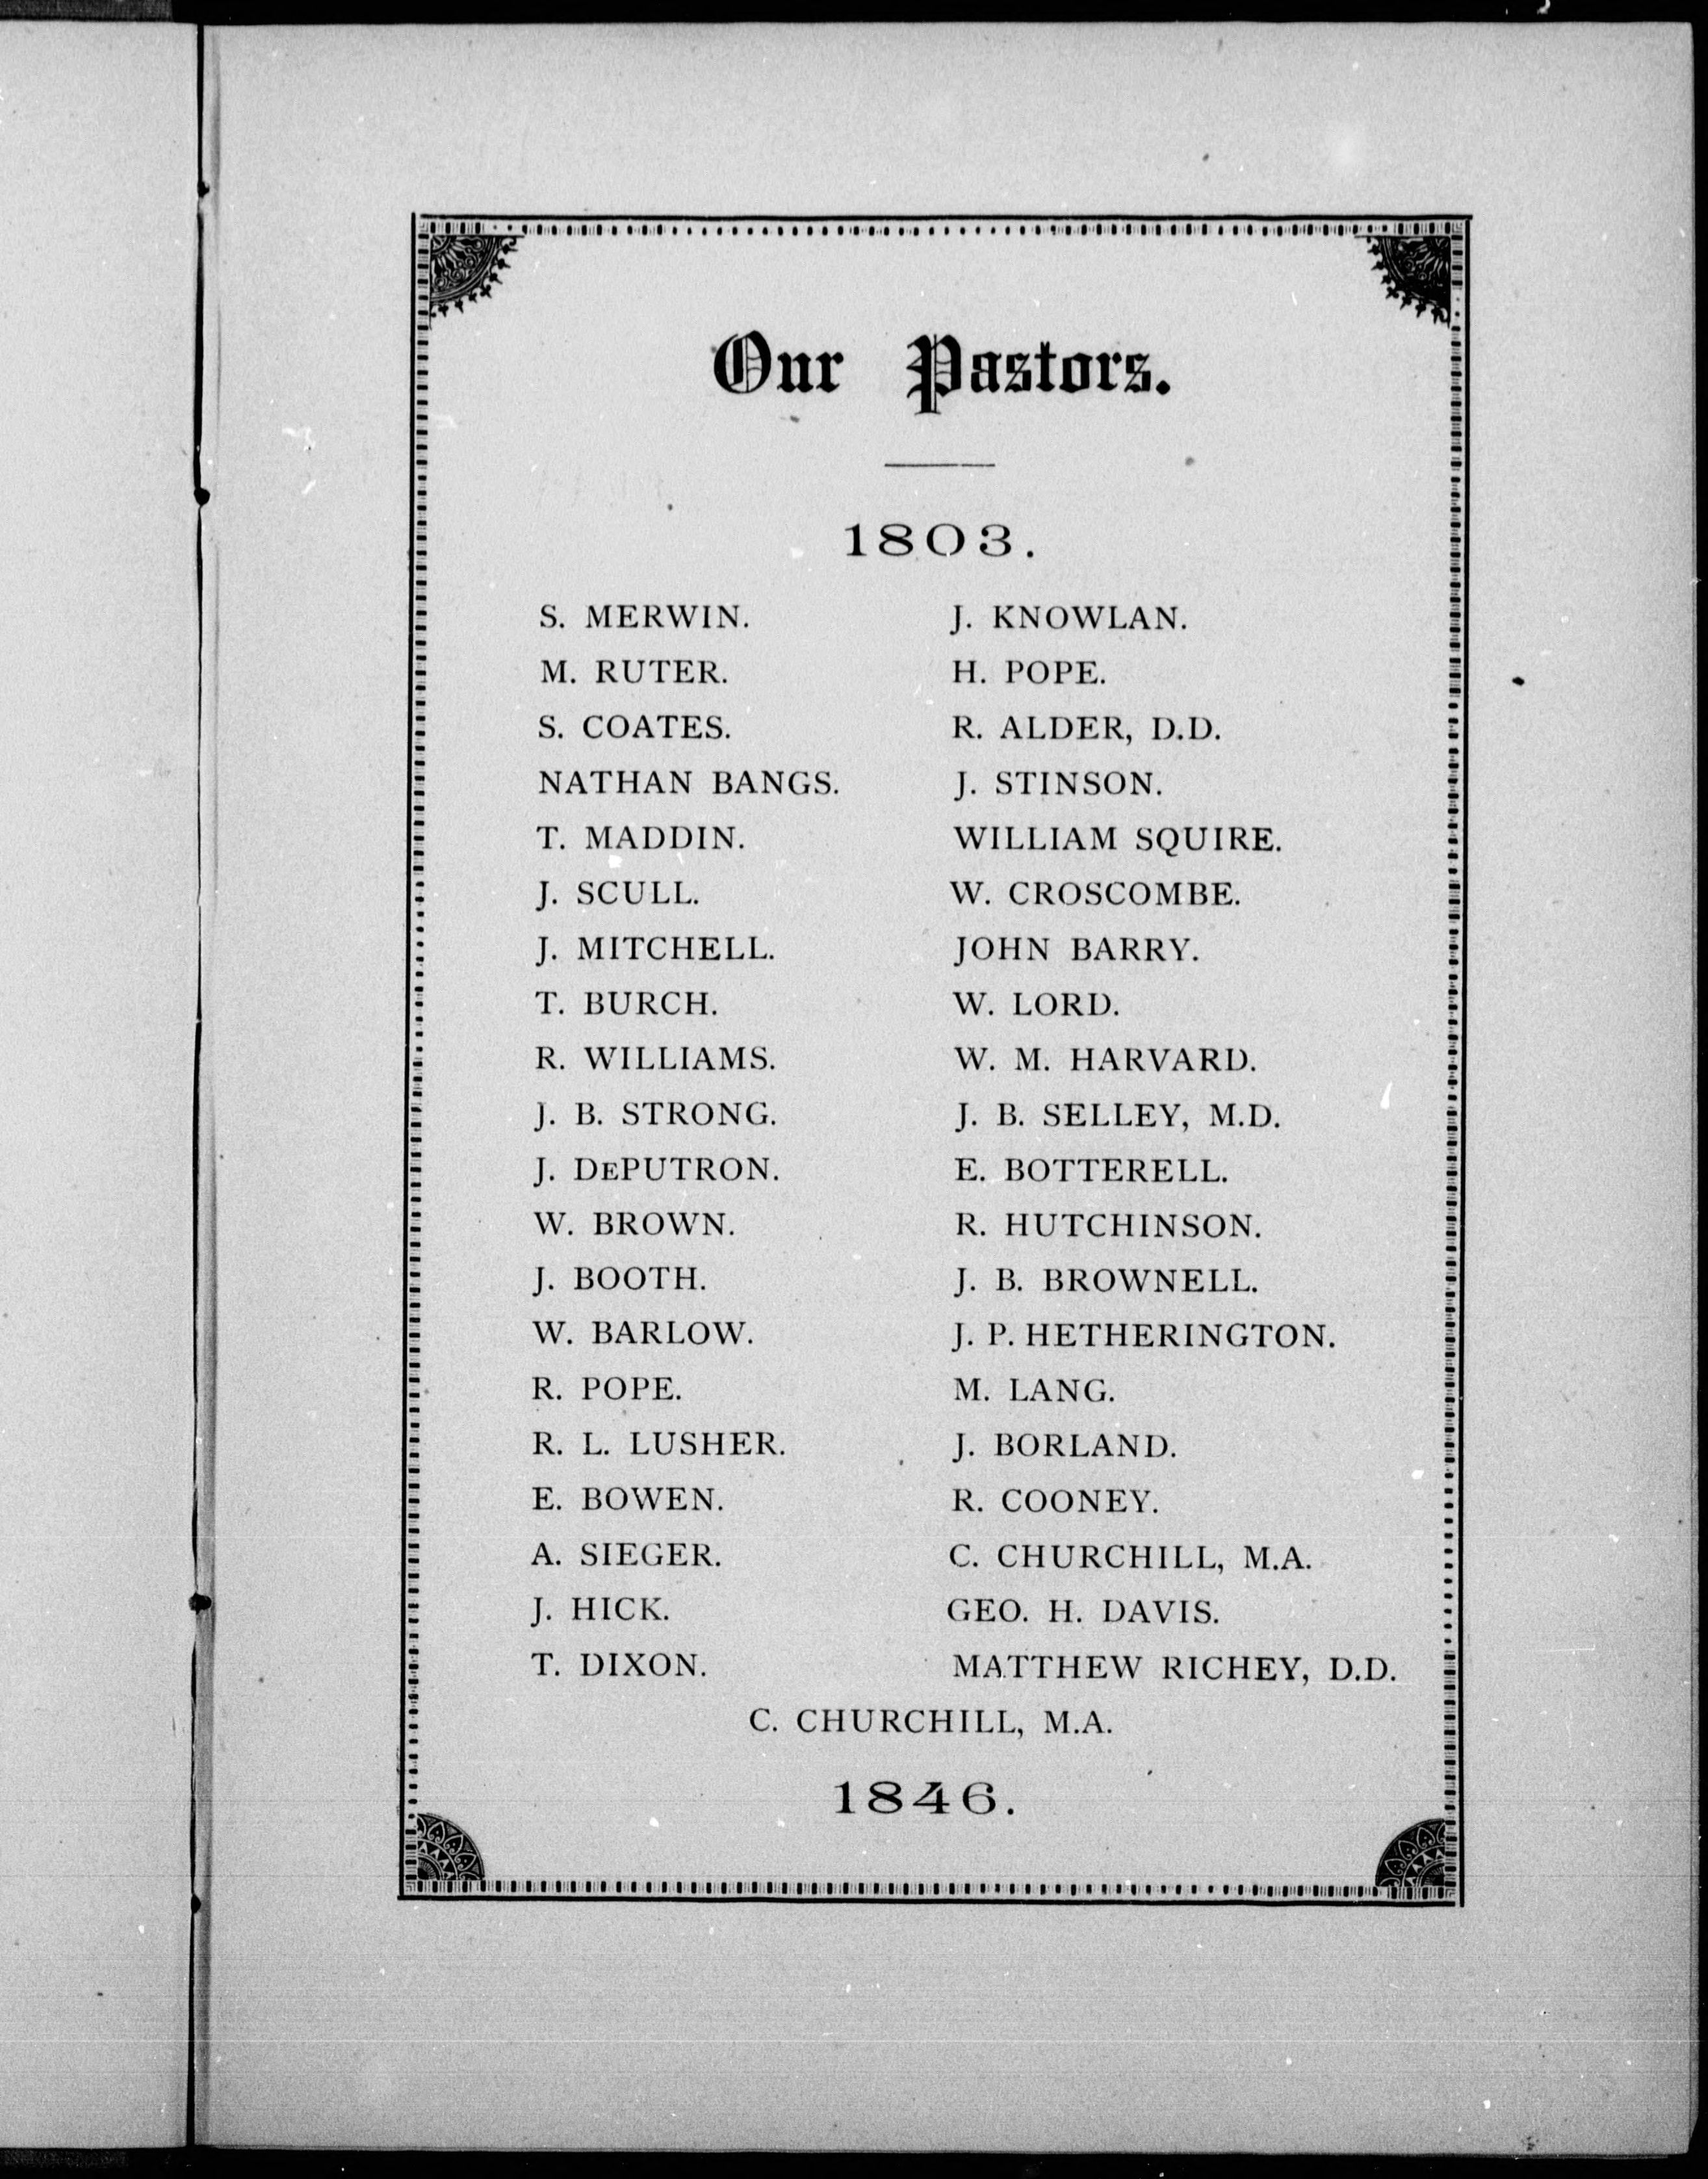 Our Pastors.
1803.
S. MERWIN.
M. RUTER.
S. COATES.
NATHAN BANGS.
T. MADDIN.
J. SCULL.
J. MITCHELL.
T. BURCH.
R. WILLIAMS.
J. B. STRONG.
J. DEPUTRON.
W. BROWN.
J. BOOTH.
W. BARLOW.
R. POPE.
R. L. LUSHER.
E. BOWEN.
A. SIEGER.
J. HICK.
T. DIXON.
J. KNOWLAN.
H. POPE.
R. ALDER, D.D.
J. STINSON.
WILLIAM SQUIRE.
W. CROSCOMBE.
JOHN BARRY.
W. LORD.
W. M. HARVARD.
J. B. SELLEY, M.D.
E. BOTTERELL.
R. HUTCHINSON.
J. B. BROWNELL.
J. P. HETHERINGTON.
M. LANG.
J. BORLAND.
R. COONEY.
C. CHURCHILL, M.A.
GEO. H. DAVIS.
MATTHEW RICHEY, D.D.
C. CHURCHILL, M.A.
1846.